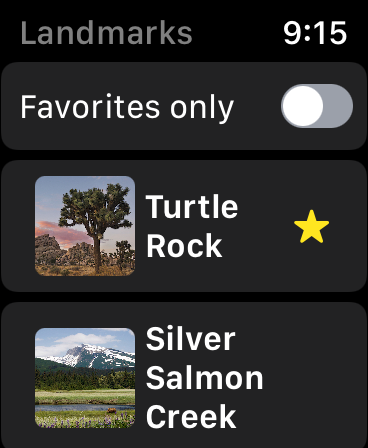 Landmarks 9:15
Favorites only
Turtle
Rock
Silver
Salmon
Creek